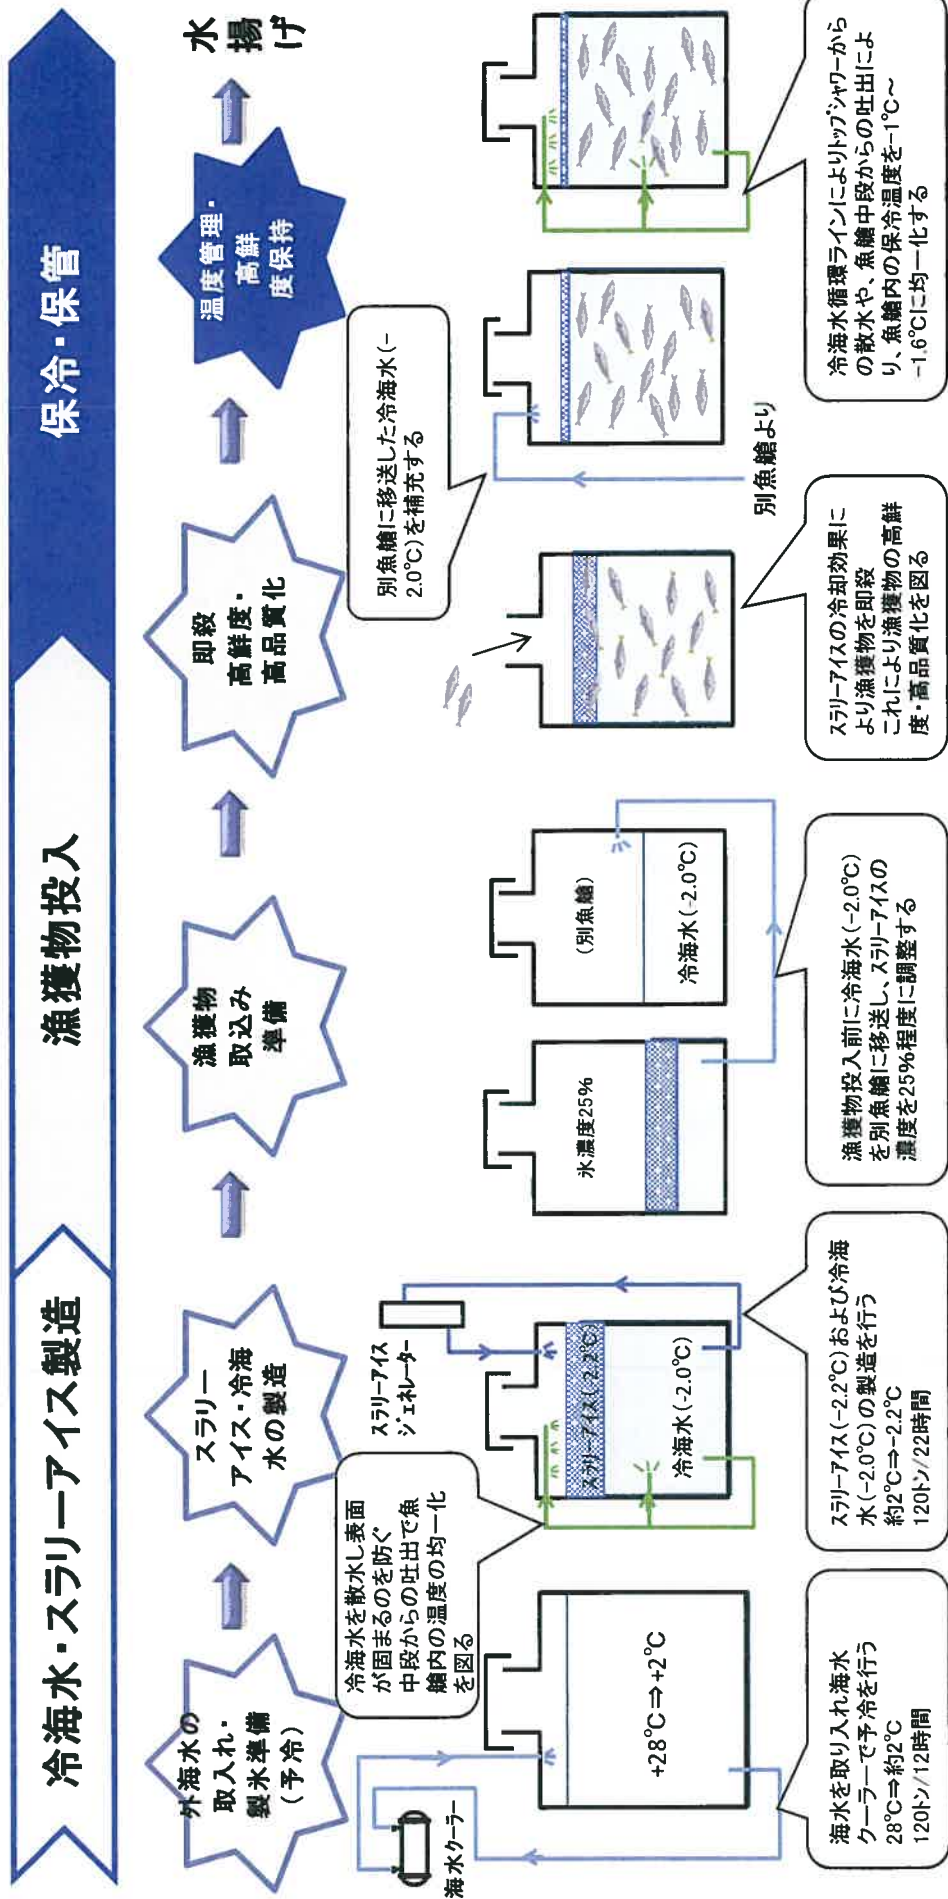 冷海水・スラリーアイス製造
漁獲物投入
保冷・保管
外海水の
取入れ・
製氷準備
(予冷)
スラリー
アイス・冷海
水の製造
漁獲物
取込み
準備
即殺
高鮮度・
高品質化
温度管理・
高鮮
度保持
水
揚
げ
海水クーラー
+28℃⇒+2℃
海水を取り入れ海水
クーラーで予冷を行う
28℃⇒約2℃
120トン/12時間
冷海水を散水し表面
が固まるのを防ぐ
中段からの吐出で魚
艙内の温度の均一化
を図る
スラリーアイス
ジェネレーター
スラリーアイス(-2.2℃)
冷海水(-2.0℃)
スラリーアイス(-2.2℃)および冷海
水(-2.0℃)の製造を行う
約2℃⇒-2.2℃
120トン/22時間
氷濃度25%
(別魚艙)
冷海水(-2.0℃)
漁獲物投入前に冷海水(-2.0℃)
を別魚艙に移送し、スラリーアイスの
濃度を25%程度に調整する
スラリーアイスの冷却効果に
より漁獲物を即殺
これにより漁獲物の高鮮
度・高品質化を図る
別魚艙に移送した冷海水(-
2.0℃)を補充する
別魚艙より
冷海水循環ラインによりトップシャワーから
の散水や、魚艙中段からの吐出によ
り、魚艙内の保冷温度を-1℃～
-1.6℃に均一化する